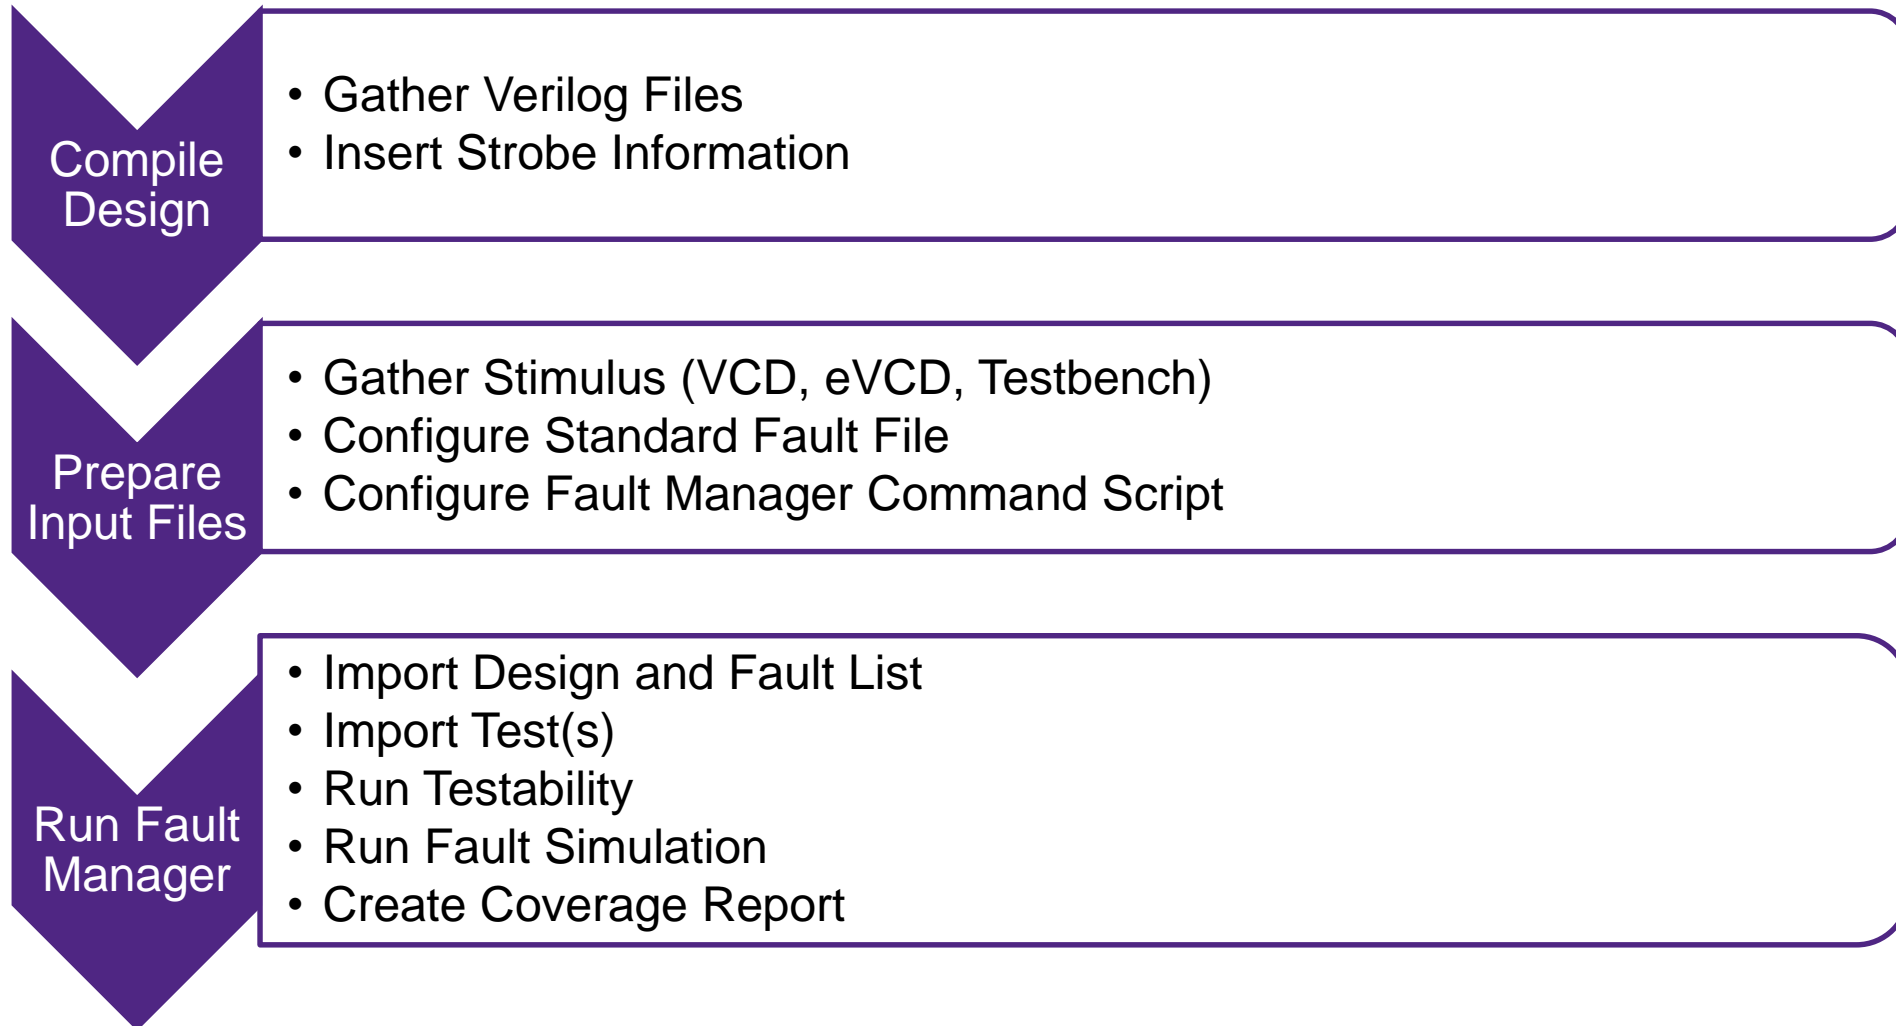 Compile
Design
• Gather Verilog Files
• Insert Strobe Information
Prepare
Input Files
• Gather Stimulus (VCD, eVCD, Testbench)
• Configure Standard Fault File
• Configure Fault Manager Command Script
Run Fault
Manager
• Import Design and Fault List
• Import Test(s)
• Run Testability
• Run Fault Simulation
• Create Coverage Report